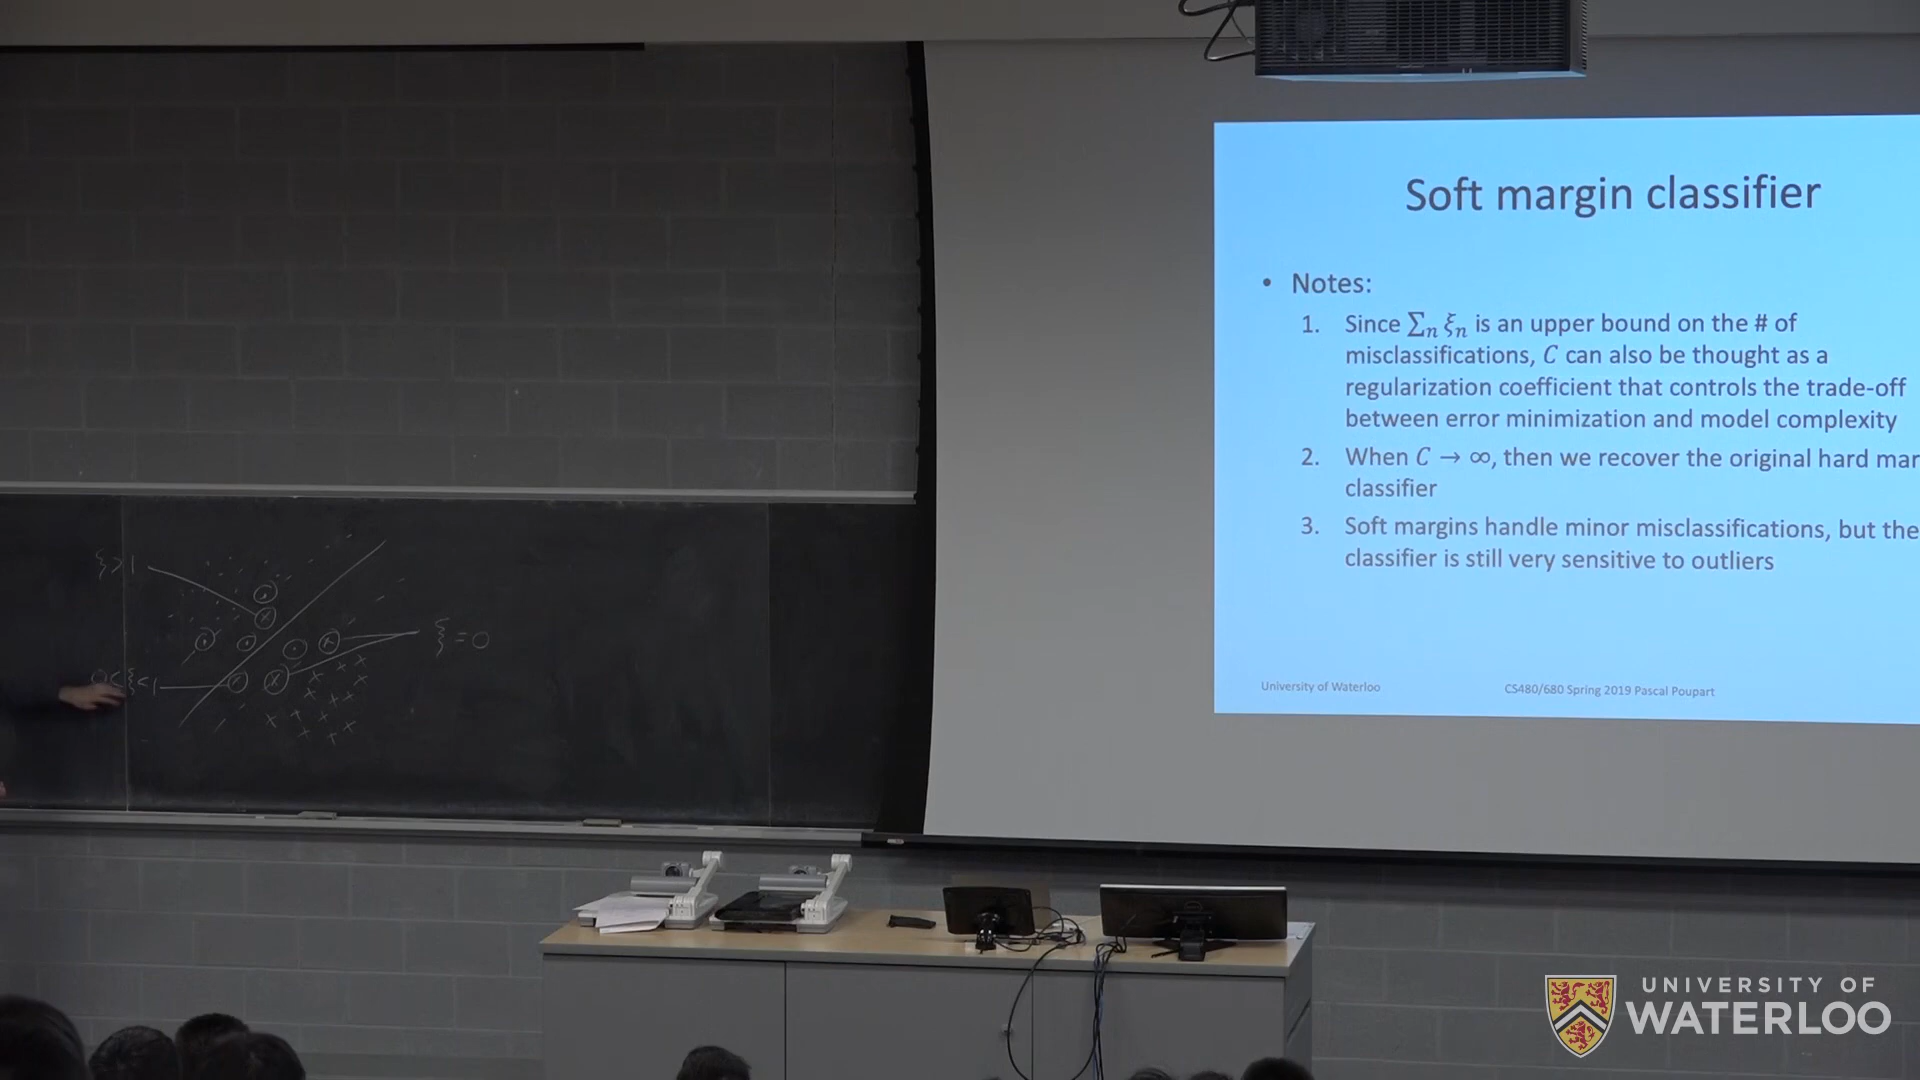 Soft margin classifier
• Notes:
1. Since ∑ₙ ξₙ is an upper bound on the # of
misclassifications, C can also be thought as a
regularization coefficient that controls the trade-off
between error minimization and model complexity
2. When C → ∞, then we recover the original hard mar
classifier
3. Soft margins handle minor misclassifications, but the
classifier is still very sensitive to outliers
University of Waterloo
CS480/680 Spring 2019 Pascal Poupart
ξ>1
ξ=0
0<ξ<1
UNIVERSITY OF
WATERLOO